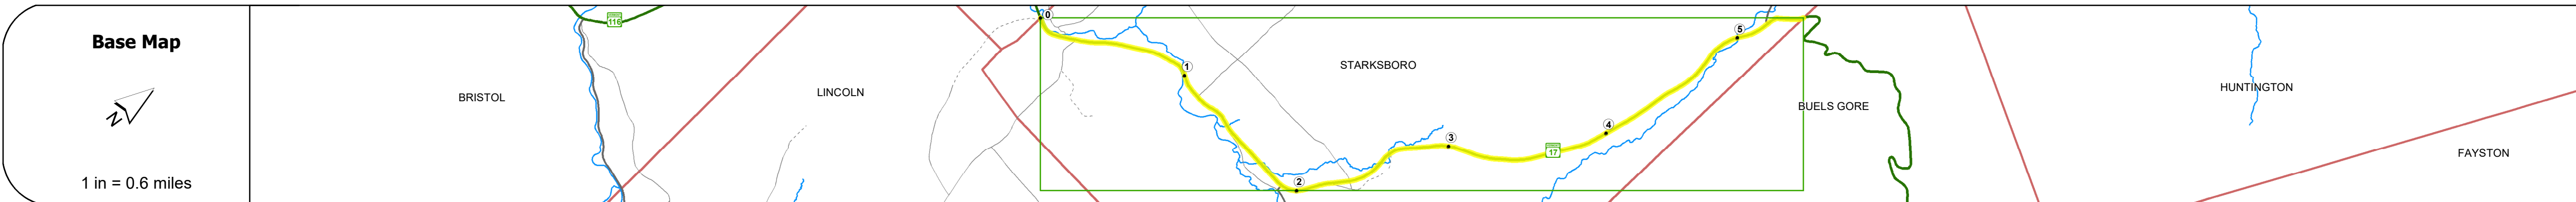 Base Map
N
1 in = 0.6 miles
BRISTOL
116
LINCOLN
0
1
2
3
4
5
STARKSBORO
17
BUELS GORE
HUNTINGTON
FAYSTON